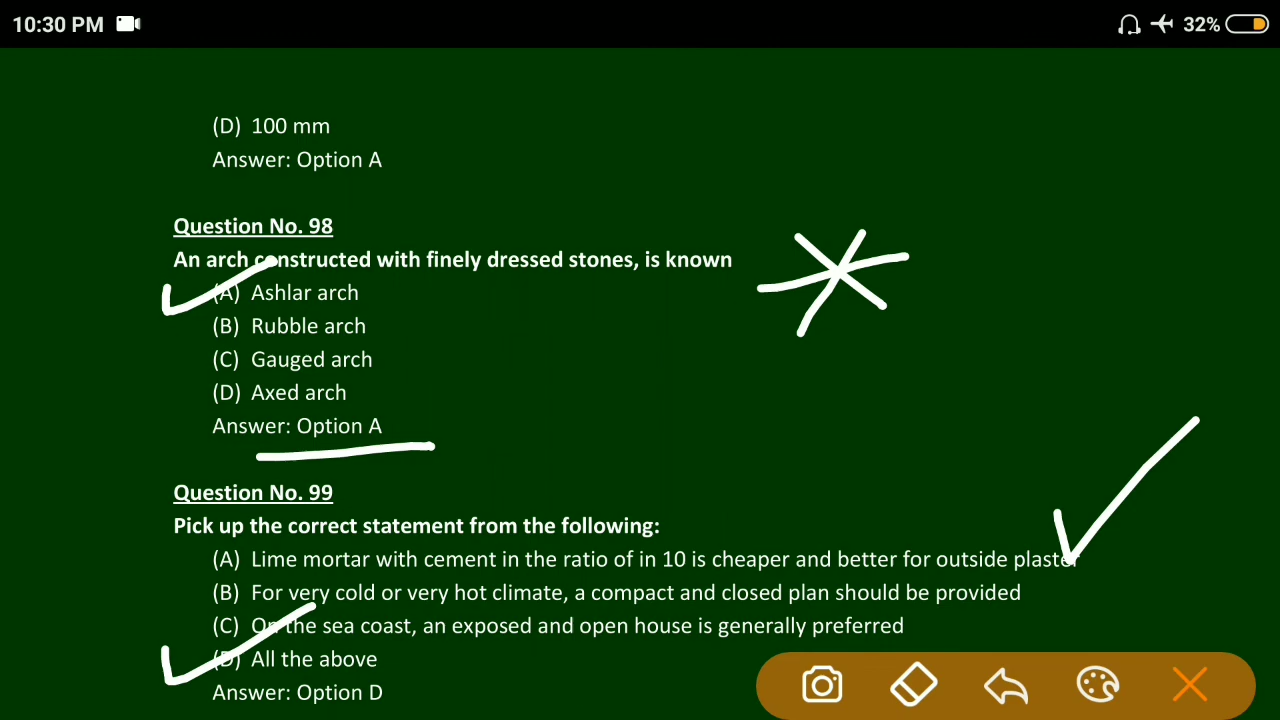 10:30 PM 32%
(D) 100 mm
Answer: Option A
Question No. 98
An arch constructed with finely dressed stones, is known
(A) Ashlar arch
(B) Rubble arch
(C) Gauged arch
(D) Axed arch
Answer: Option A
Question No. 99
Pick up the correct statement from the following:
(A) Lime mortar with cement in the ratio of in 10 is cheaper and better for outside plaster
(B) For very cold or very hot climate, a compact and closed plan should be provided
(C) On the sea coast, an exposed and open house is generally preferred
(D) All the above
Answer: Option D